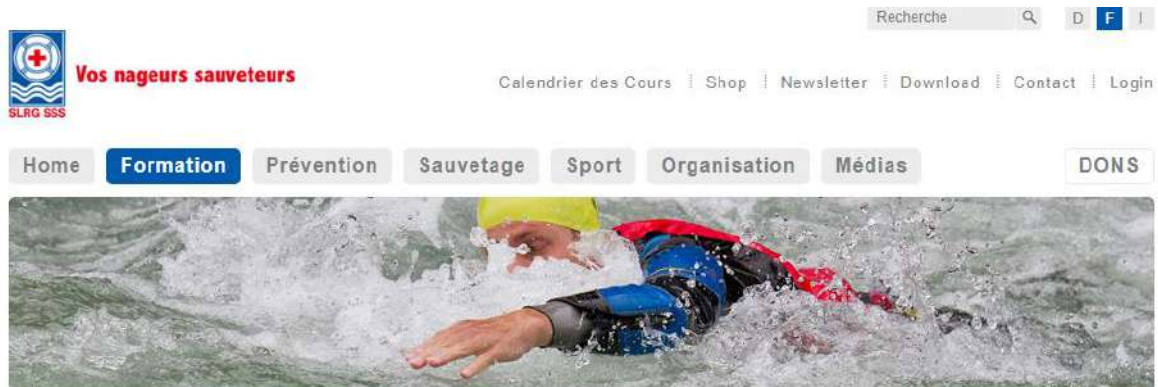 Recherche
D F I
Vos nageurs sauveteurs
SLRG SSS
Calendrier des Cours Shop Newsletter Download Contact Login
Home Formation Prévention Sauvetage Sport Organisation Médias DONS